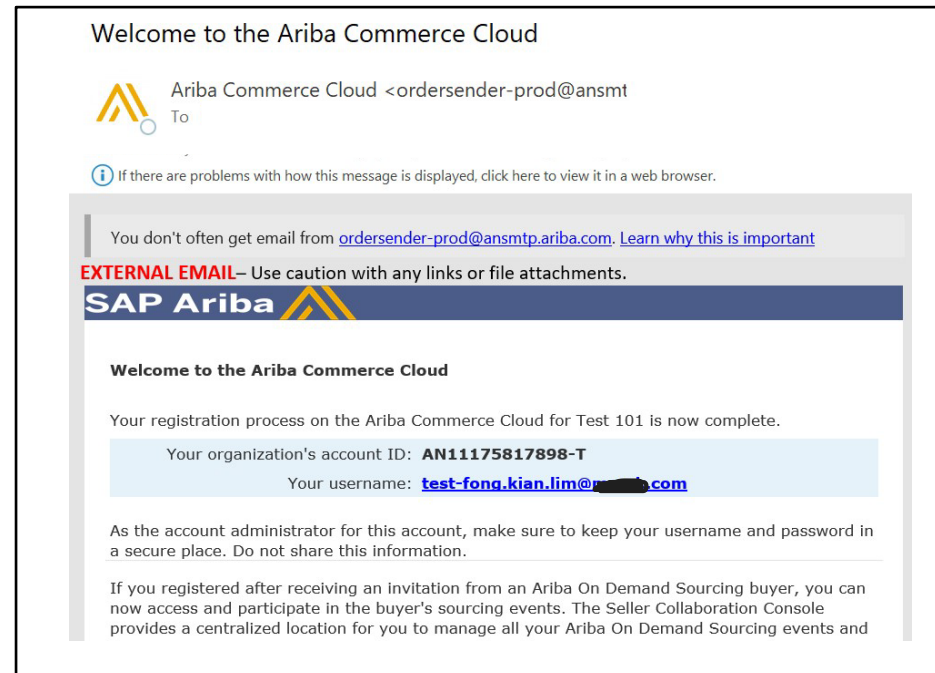 Welcome to the Ariba Commerce Cloud
Ariba Commerce Cloud <ordersender-prod@ansmt
To
If there are problems with how this message is displayed, click here to view it in a web browser.
You don't often get email from ordersender-prod@ansmtp.ariba.com. Learn why this is important
EXTERNAL EMAIL– Use caution with any links or file attachments.
SAP Ariba
Welcome to the Ariba Commerce Cloud
Your registration process on the Ariba Commerce Cloud for Test 101 is now complete.
Your organization's account ID: AN11175817898-T
Your username: test-fong.kian.lim@ .com
As the account administrator for this account, make sure to keep your username and password in
a secure place. Do not share this information.
If you registered after receiving an invitation from an Ariba On Demand Sourcing buyer, you can
now access and participate in the buyer's sourcing events. The Seller Collaboration Console
provides a centralized location for you to manage all your Ariba On Demand Sourcing events and